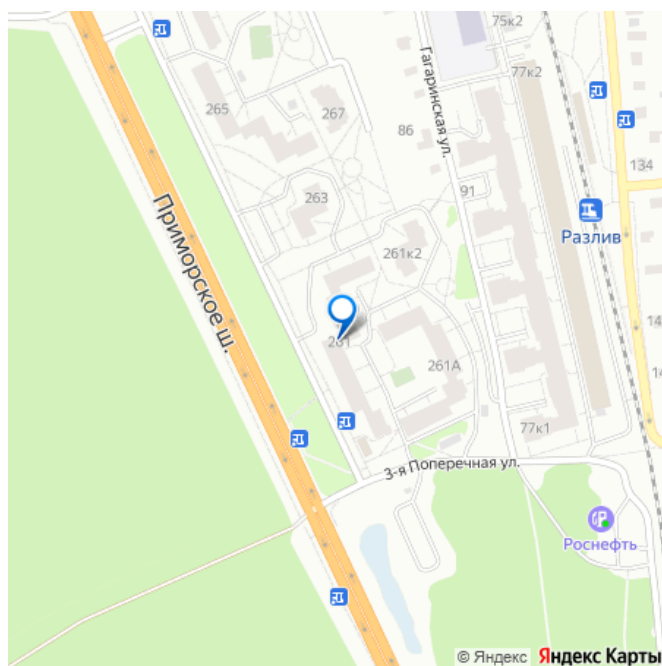 75к2
77к2
Гагаринская ул.
265
267
86
134
263
91
Приморское ш.
Разлив
261к2
14
261
261А
14
77к1
3-я Поперечная ул.
Роснефть
© Яндекс Яндекс Карты